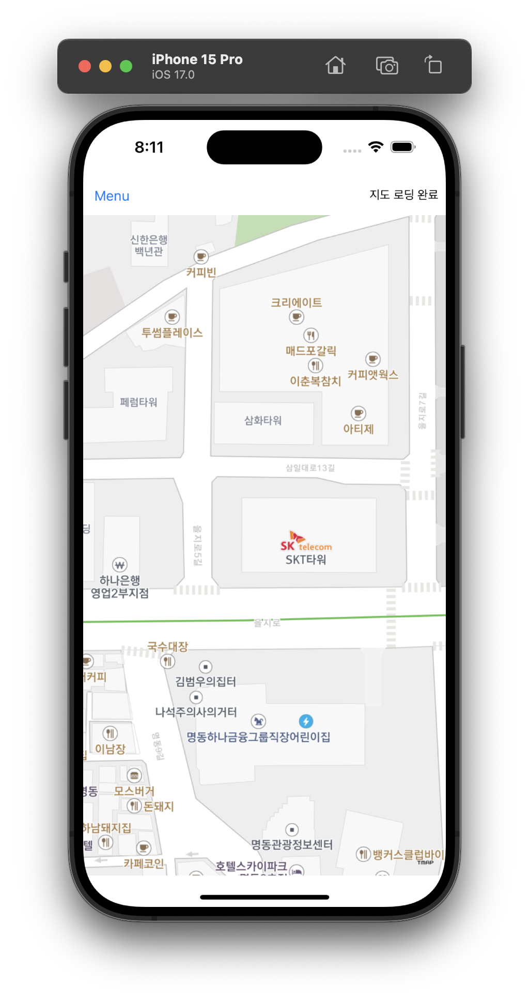 iPhone 15 Pro
iOS 17.0
8:11
Menu
지도 로딩 완료
신한은행
백년관
커피빈
크리에이트
투썸플레이스
매드포갈릭
커피앳웍스
이춘복참치
페럼타워
을지로7길
삼화타워
아티제
삼일대로13길
딩
을지로5길
SK telecom
SKT타워
하나은행
영업2부지점
을지로
국수대장
커피
김범우의집터
나석주의사의거터
명동하나금융그룹직장어린이집
명동9길
이남장
집
명동
모스버거
돈돼지
하남돼지집
텔
명동관광정보센터
카페코인
뱅커스클럽바이
TMAP
호텔스카이파크